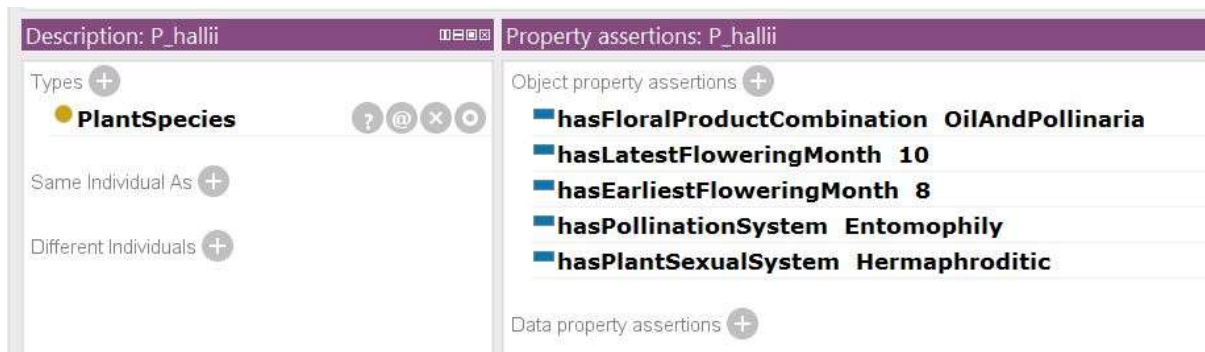 Description: P_hallii
Types
PlantSpecies
Same Individual As
Different Individuals
Property assertions: P_hallii
Object property assertions
hasFloralProductCombination OilAndPollinaria
hasLatestFloweringMonth 10
hasEarliestFloweringMonth 8
hasPollinationSystem Entomophily
hasPlantSexualSystem Hermaphroditic
Data property assertions